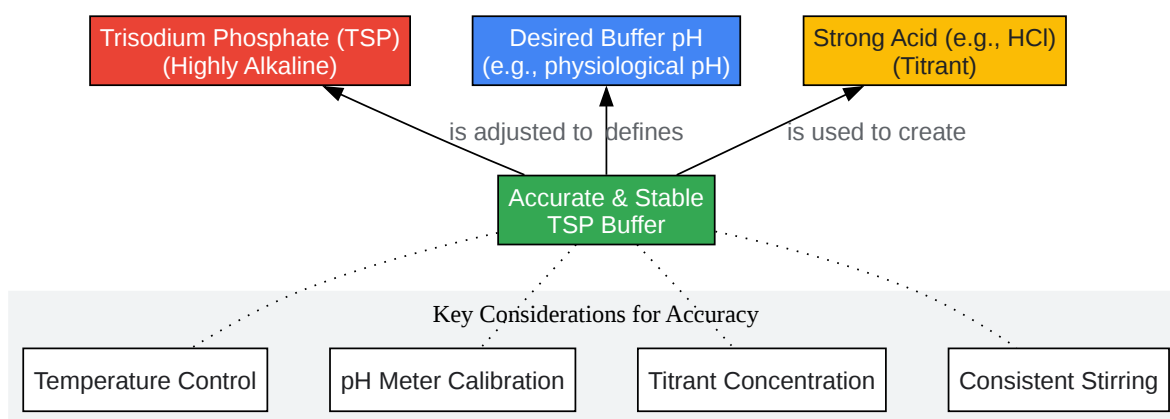 Trisodium Phosphate (TSP)
(Highly Alkaline)
Desired Buffer pH
(e.g., physiological pH)
Strong Acid (e.g., HCl)
(Titrant)
is adjusted to
defines
is used to create
Accurate & Stable
TSP Buffer
Key Considerations for Accuracy
Temperature Control
pH Meter Calibration
Titrant Concentration
Consistent Stirring